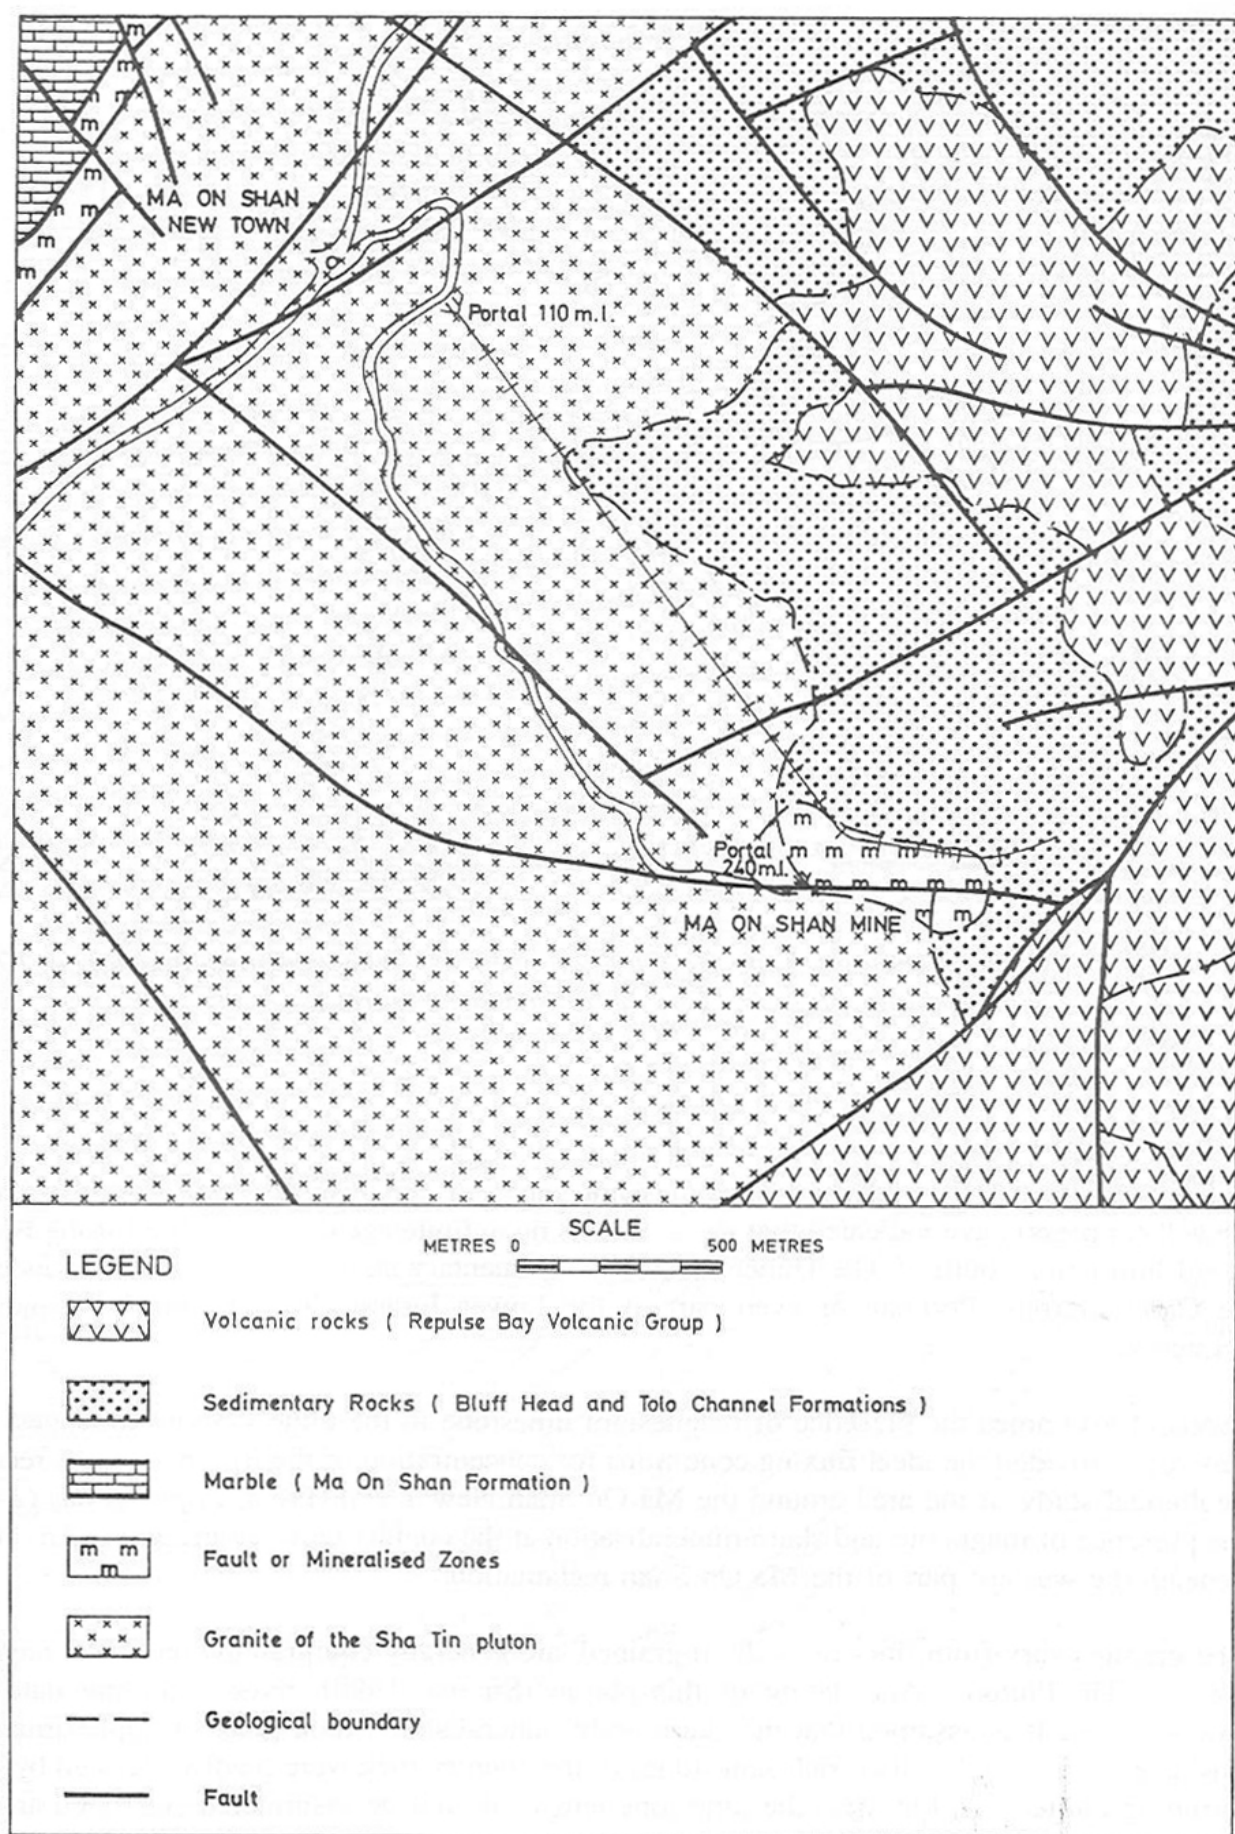 MA ON SHAN
NEW TOWN
Portal 110 m.l.
Portal
240m.l.
MA ON SHAN MINE
SCALE
METRES 0 500 METRES
LEGEND
Volcanic rocks ( Repulse Bay Volcanic Group )
Sedimentary Rocks ( Bluff Head and Tolo Channel Formations )
Marble ( Ma On Shan Formation )
m m
m
Fault or Mineralised Zones
Granite of the Sha Tin pluton
Geological boundary
Fault